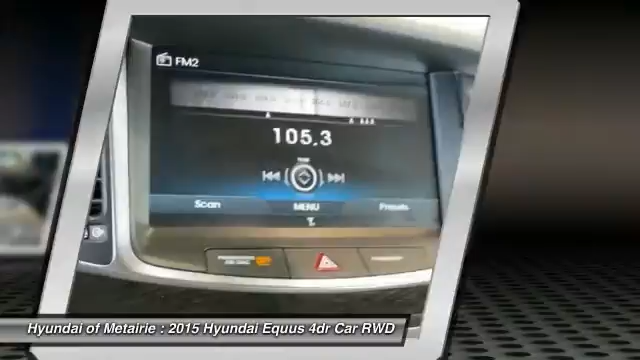 FM2
105.3
Scan
MENU
Presets
Hyundai of Metairie : 2015 Hyundai Equus 4dr Car RWD